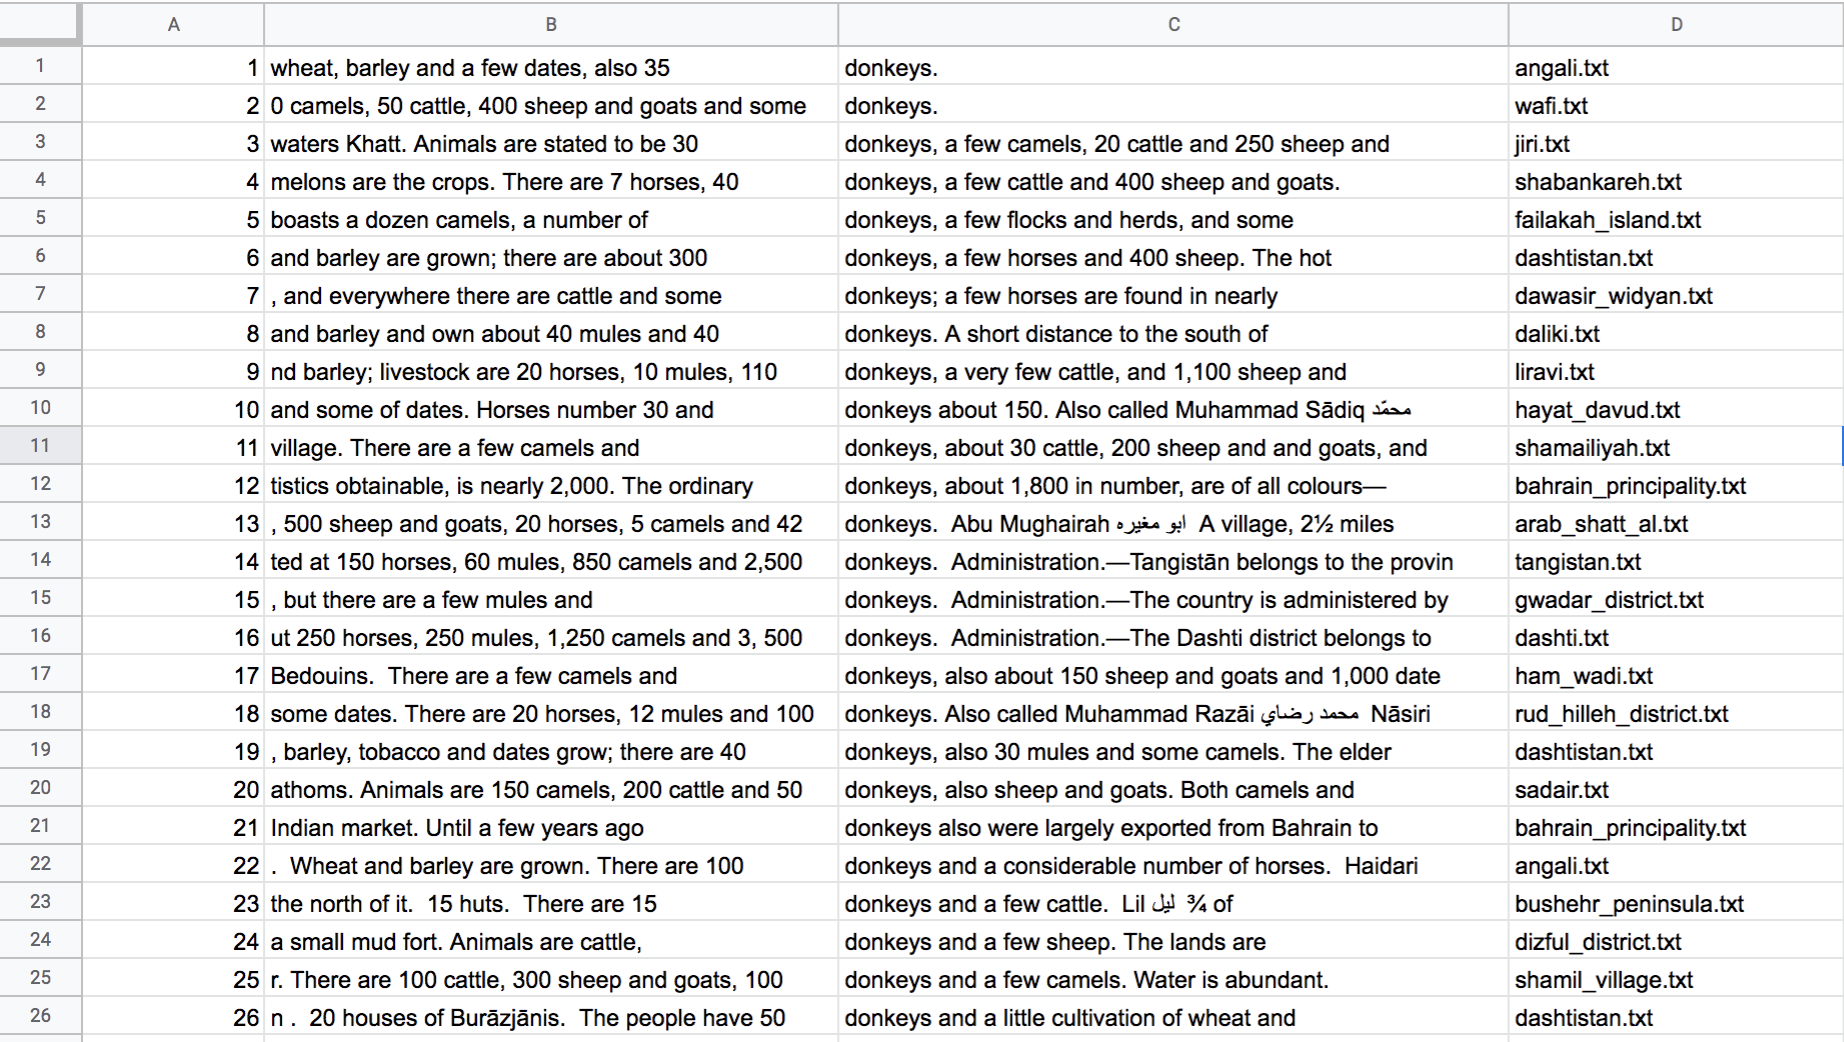 A B C D
1 1 wheat, barley and a few dates, also 35 donkeys. angali.txt
2 2 0 camels, 50 cattle, 400 sheep and goats and some donkeys. wafi.txt
3 3 waters Khatt. Animals are stated to be 30 donkeys, a few camels, 20 cattle and 250 sheep and jiri.txt
4 4 melons are the crops. There are 7 horses, 40 donkeys, a few cattle and 400 sheep and goats. shabankareh.txt
5 5 boasts a dozen camels, a number of donkeys, a few flocks and herds, and some failakah_island.txt
6 6 and barley are grown; there are about 300 donkeys, a few horses and 400 sheep. The hot dashtistan.txt
7 7 , and everywhere there are cattle and some donkeys; a few horses are found in nearly dawasir_widyan.txt
8 8 and barley and own about 40 mules and 40 donkeys. A short distance to the south of daliki.txt
9 9 nd barley; livestock are 20 horses, 10 mules, 110 donkeys, a very few cattle, and 1,100 sheep and liravi.txt
10 10 and some of dates. Horses number 30 and donkeys about 150. Also called Muhammad Sādiq محمّد hayat_davud.txt
11 11 village. There are a few camels and donkeys, about 30 cattle, 200 sheep and and goats, and shamailiyah.txt
12 12 tistics obtainable, is nearly 2,000. The ordinary donkeys, about 1,800 in number, are of all colours— bahrain_principality.txt
13 13 , 500 sheep and goats, 20 horses, 5 camels and 42 donkeys. Abu Mughairah ابو مغيره A village, 2½ miles arab_shatt_al.txt
14 14 ted at 150 horses, 60 mules, 850 camels and 2,500 donkeys. Administration.—Tangistān belongs to the provin tangistan.txt
15 15 , but there are a few mules and donkeys. Administration.—The country is administered by gwadar_district.txt
16 16 ut 250 horses, 250 mules, 1,250 camels and 3, 500 donkeys. Administration.—The Dashti district belongs to dashti.txt
17 17 Bedouins. There are a few camels and donkeys, also about 150 sheep and goats and 1,000 date ham_wadi.txt
18 18 some dates. There are 20 horses, 12 mules and 100 donkeys. Also called Muhammad Razāi محمد رضاي Nāsiri rud_hilleh_district.txt
19 19 , barley, tobacco and dates grow; there are 40 donkeys, also 30 mules and some camels. The elder dashtistan.txt
20 20 athoms. Animals are 150 camels, 200 cattle and 50 donkeys, also sheep and goats. Both camels and sadair.txt
21 21 Indian market. Until a few years ago donkeys also were largely exported from Bahrain to bahrain_principality.txt
22 22 . Wheat and barley are grown. There are 100 donkeys and a considerable number of horses. Haidari angali.txt
23 23 the north of it. 15 huts. There are 15 donkeys and a few cattle. Lil ليل ¾ of bushehr_peninsula.txt
24 24 a small mud fort. Animals are cattle, donkeys and a few sheep. The lands are dizful_district.txt
25 25 r. There are 100 cattle, 300 sheep and goats, 100 donkeys and a few camels. Water is abundant. shamil_village.txt
26 26 n . 20 houses of Burāzjānis. The people have 50 donkeys and a little cultivation of wheat and dashtistan.txt